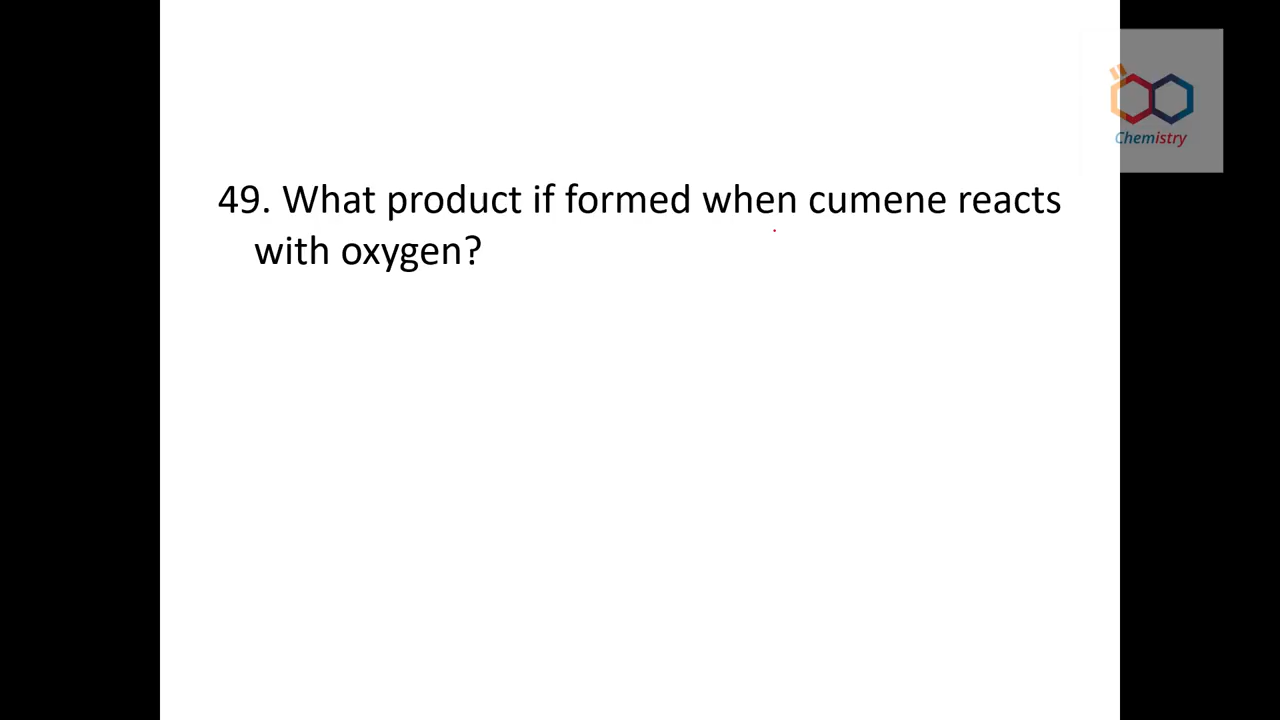 Chemistry
49. What product if formed when cumene reacts
with oxygen?